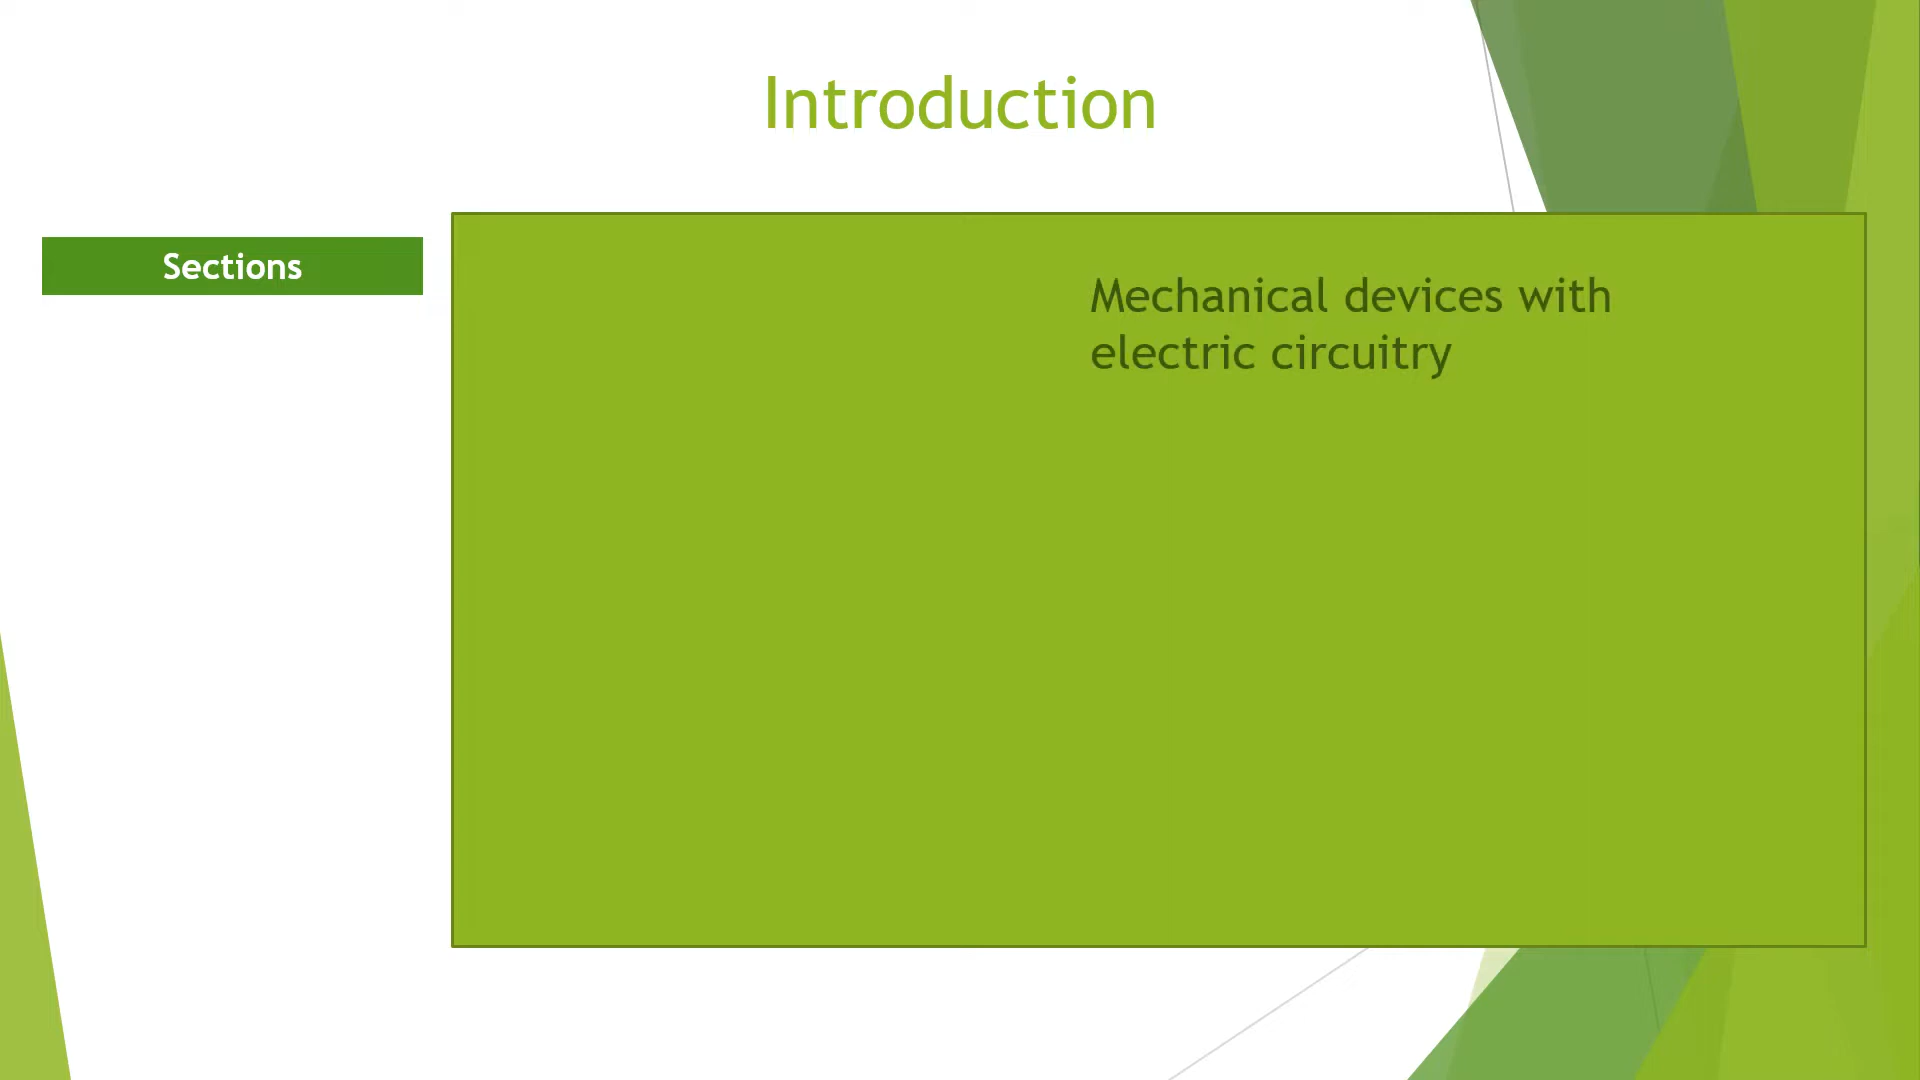 Introduction
Sections
Mechanical devices with
electric circuitry